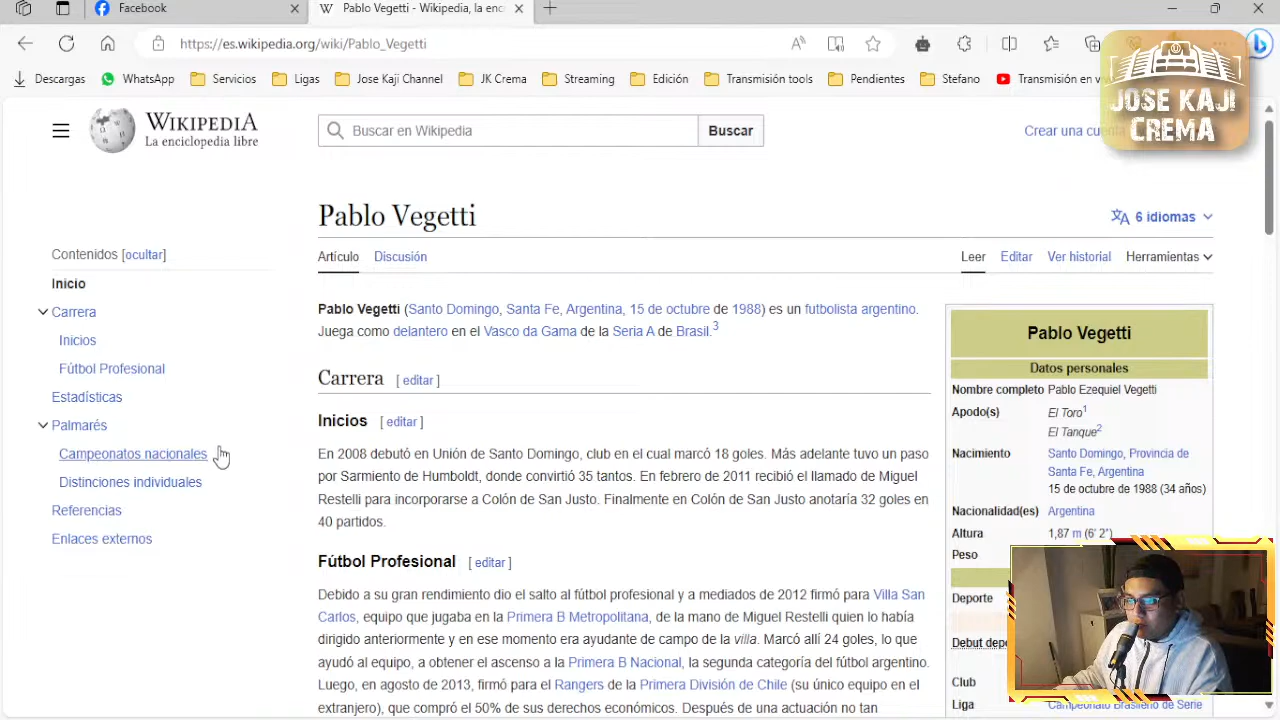 Facebook
Pablo Vegetti - Wikipedia, la enc
https://es.wikipedia.org/wiki/Pablo_Vegetti
Descargas
WhatsApp
Servicios
Ligas
Jose Kaji Channel
JK Crema
Streaming
Edición
Transmisión tools
Pendientes
Stefano
Transmisión en v
JOSE KAJI
CREMA
WIKIPEDIA
La enciclopedia libre
Buscar en Wikipedia
Buscar
Crear una cuenta
Pablo Vegetti
6 idiomas
Artículo Discusión
Leer Editar Ver historial Herramientas
Contenidos [ocultar]
Inicio
Carrera
Inicios
Fútbol Profesional
Estadísticas
Palmarés
Campeonatos nacionales
Distinciones individuales
Referencias
Enlaces externos
Pablo Vegetti (Santo Domingo, Santa Fe, Argentina, 15 de octubre de 1988) es un futbolista argentino.
Juega como delantero en el Vasco da Gama de la Seria A de Brasil.3
Carrera [ editar ]
Inicios [ editar ]
En 2008 debutó en Unión de Santo Domingo, club en el cual marcó 18 goles. Más adelante tuvo un paso
por Sarmiento de Humboldt, donde convirtió 35 tantos. En febrero de 2011 recibió el llamado de Miguel
Restelli para incorporarse a Colón de San Justo. Finalmente en Colón de San Justo anotaría 32 goles en
40 partidos.
Fútbol Profesional [ editar ]
Debido a su gran rendimiento dio el salto al fútbol profesional y a mediados de 2012 firmó para Villa San
Carlos, equipo que jugaba en la Primera B Metropolitana, de la mano de Miguel Restelli quien lo había
dirigido anteriormente y en ese momento era ayudante de campo de la villa. Marcó allí 24 goles, lo que
ayudó al equipo, a obtener el ascenso a la Primera B Nacional, la segunda categoría del fútbol argentino.
Luego, en agosto de 2013, firmó para el Rangers de la Primera División de Chile (su único equipo en el
extranjero), que compró el 30% de sus derechos económicos. Después de una actuación no tan
Pablo Vegetti
Datos personales
Nombre completo Pablo Ezequiel Vegetti
Apodo(s) El Toro1
El Tanque2
Nacimiento Santo Domingo, Provincia de
Santa Fe, Argentina
15 de octubre de 1988 (34 años)
Nacionalidad(es) Argentina
Altura 1,87 m (6′ 2″)
Peso
Deporte
Debut dep
Club
Liga Campeonato Brasileño de Serie